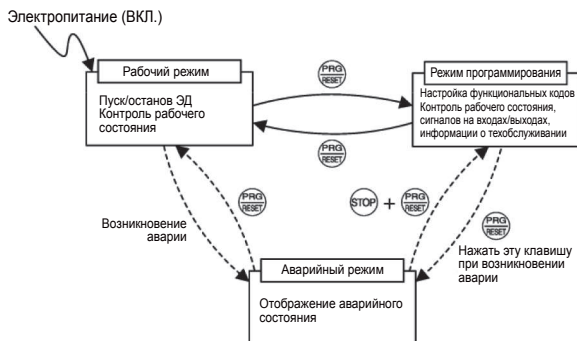 Электропитание (ВКЛ.)
Рабочий режим
Пуск/останов ЭД
Контроль рабочего
состояния
PRG
RESET
PRG
RESET
Режим программирования
Настройка функциональных кодов
Контроль рабочего состояния,
сигналов на входах/выходах,
информации о техобслуживании
Возникновение
аварии
PRG
RESET
STOP + PRG
RESET
PRG
RESET
Нажать эту клавишу
при возникновении
аварии
Аварийный режим
Отображение аварийного
состояния